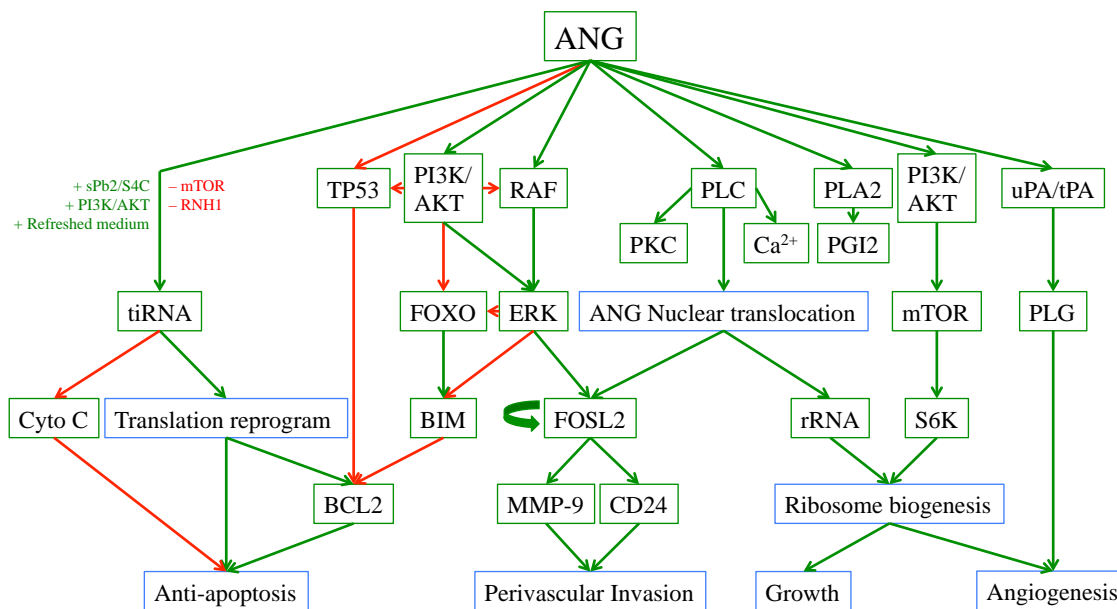 ANG
TP53
PI3K/
AKT
RAF
PLC
PLA2
PI3K/
AKT
uPA/tPA
+ sPb2/S4C
+ PI3K/AKT
+ Refreshed medium
– mTOR
– RNH1
PKC
Ca²⁺
PGI2
tiRNA
FOXO
ERK
ANG Nuclear translocation
mTOR
PLG
Cyto C
Translation reprogram
BIM
FOSL2
rRNA
S6K
BCL2
MMP-9
CD24
Ribosome biogenesis
Anti-apoptosis
Perivascular Invasion
Growth
Angiogenesis